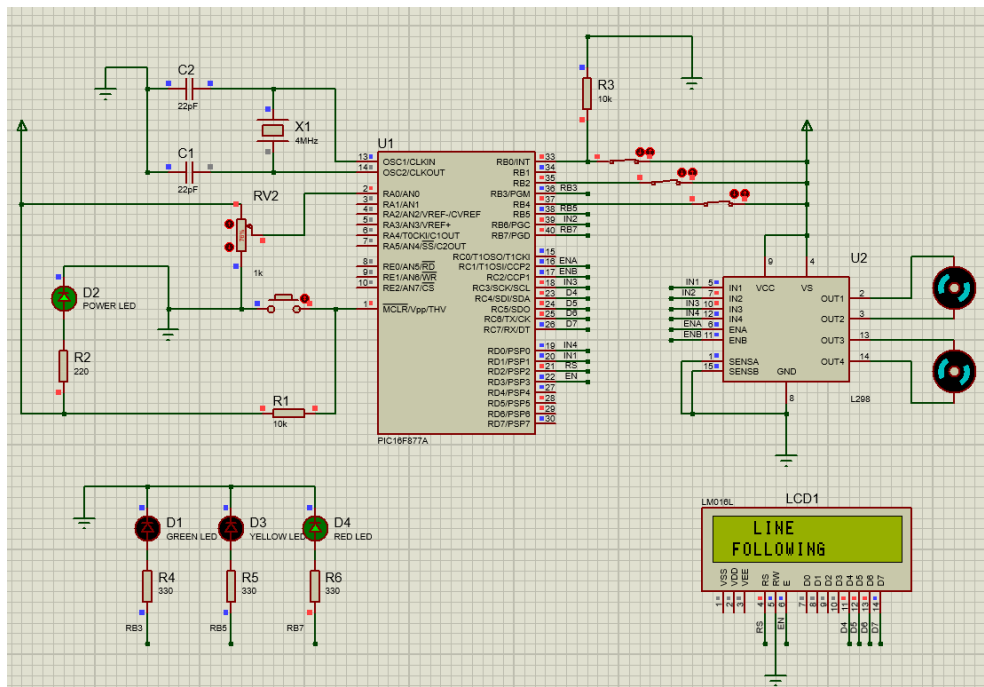 C2
22pF
X1
4MHz
C1
22pF
RV2
76%
1k
D2
POWER LED
R2
220
R1
10k
U1
13 OSC1/CLKIN
14 OSC2/CLKOUT
2 RA0/AN0
3 RA1/AN1
4 RA2/AN2/VREF-/CVREF
5 RA3/AN3/VREF+
6 RA4/T0CKI/C1OUT
7 RA5/AN4/SS/C2OUT
8 RE0/AN5/RD
9 RE1/AN6/WR
10 RE2/AN7/CS
1 MCLR/Vpp/THV
RB0/INT 33
RB1 34
RB2 35
RB3/PGM 36 RB3
RB4 37
RB5 38 RB5
RB6/PGC 39 IN2
RB7/PGD 40 RB7
RC0/T1OSO/T1CKI 15
RC1/T1OSI/CCP2 16 ENA
RC2/CCP1 17 ENB
RC3/SCK/SCL 18 IN3
RC4/SDI/SDA 23 D4
RC5/SDO 24 D5
RC6/TX/CK 25 D6
RC7/RX/DT 26 D7
RD0/PSP0 19 IN4
RD1/PSP1 20 IN1
RD2/PSP2 21 RS
RD3/PSP3 22 EN
RD4/PSP4 27
RD5/PSP5 28
RD6/PSP6 29
RD7/PSP7 30
PIC16F877A
R3
10k
U2
9 4
VCC VS
IN1 5 IN1
IN2 7 IN2
IN3 10 IN3
IN4 12 IN4
ENA 6 ENA
ENB 11 ENB
1 SENSA
15 SENSB
GND
8
OUT1 2
OUT2 3
OUT3 13
OUT4 14
L298
D1
GREEN LED
D3
YELLOW LED
D4
RED LED
R4
330
R5
330
R6
330
RB3
RB5
RB7
LCD1
LM016L
LINE
FOLLOWING
VSS VDD VEE RS RW E D0 D1 D2 D3 D4 D5 D6 D7
1 2 3 4 5 6 7 8 9 10 11 12 13 14
RS EN D4 D5 D6 D7